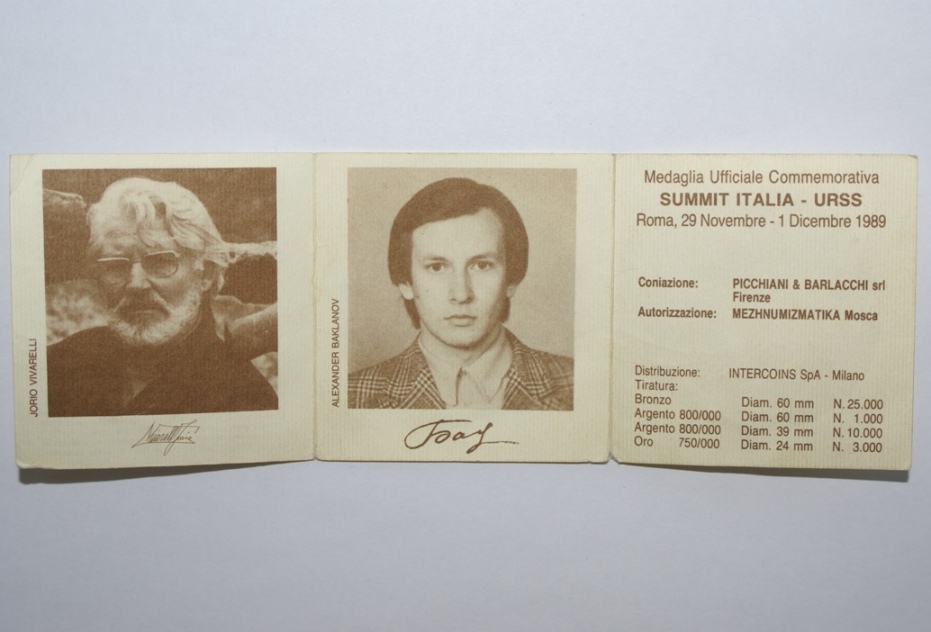 JORIO VIVARELLI
ALEXANDER BAKLANOV
Баг
Medaglia Ufficiale Commemorativa
SUMMIT ITALIA - URSS
Roma, 29 Novembre - 1 Dicembre 1989
Coniazione: PICCHIANI & BARLACCHI srl
Firenze
Autorizzazione: MEZHNUMIZMATIKA Mosca
Distribuzione: INTERCOINS SpA - Milano
Tiratura:
Bronzo Diam. 60 mm N. 25.000
Argento 800/000 Diam. 60 mm N. 1.000
Argento 800/000 Diam. 39 mm N. 10.000
Oro 750/000 Diam. 24 mm N. 3.000